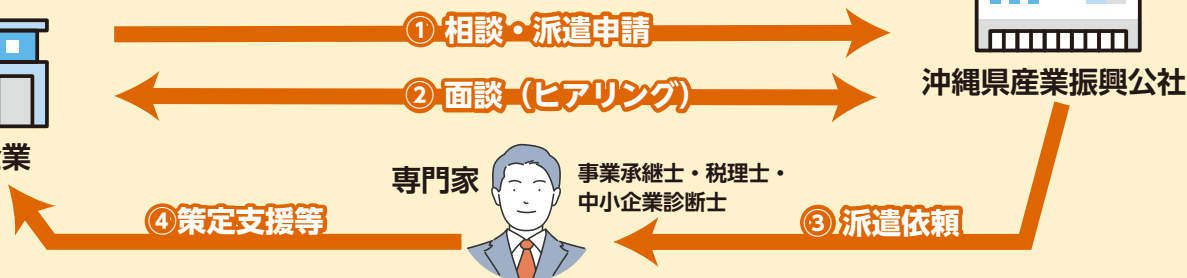 ① 相談・派遣申請
沖縄県産業振興公社
② 面談（ヒアリング）
業
専門家
事業承継士・税理士・
中小企業診断士
④策定支援等
③ 派遣依頼